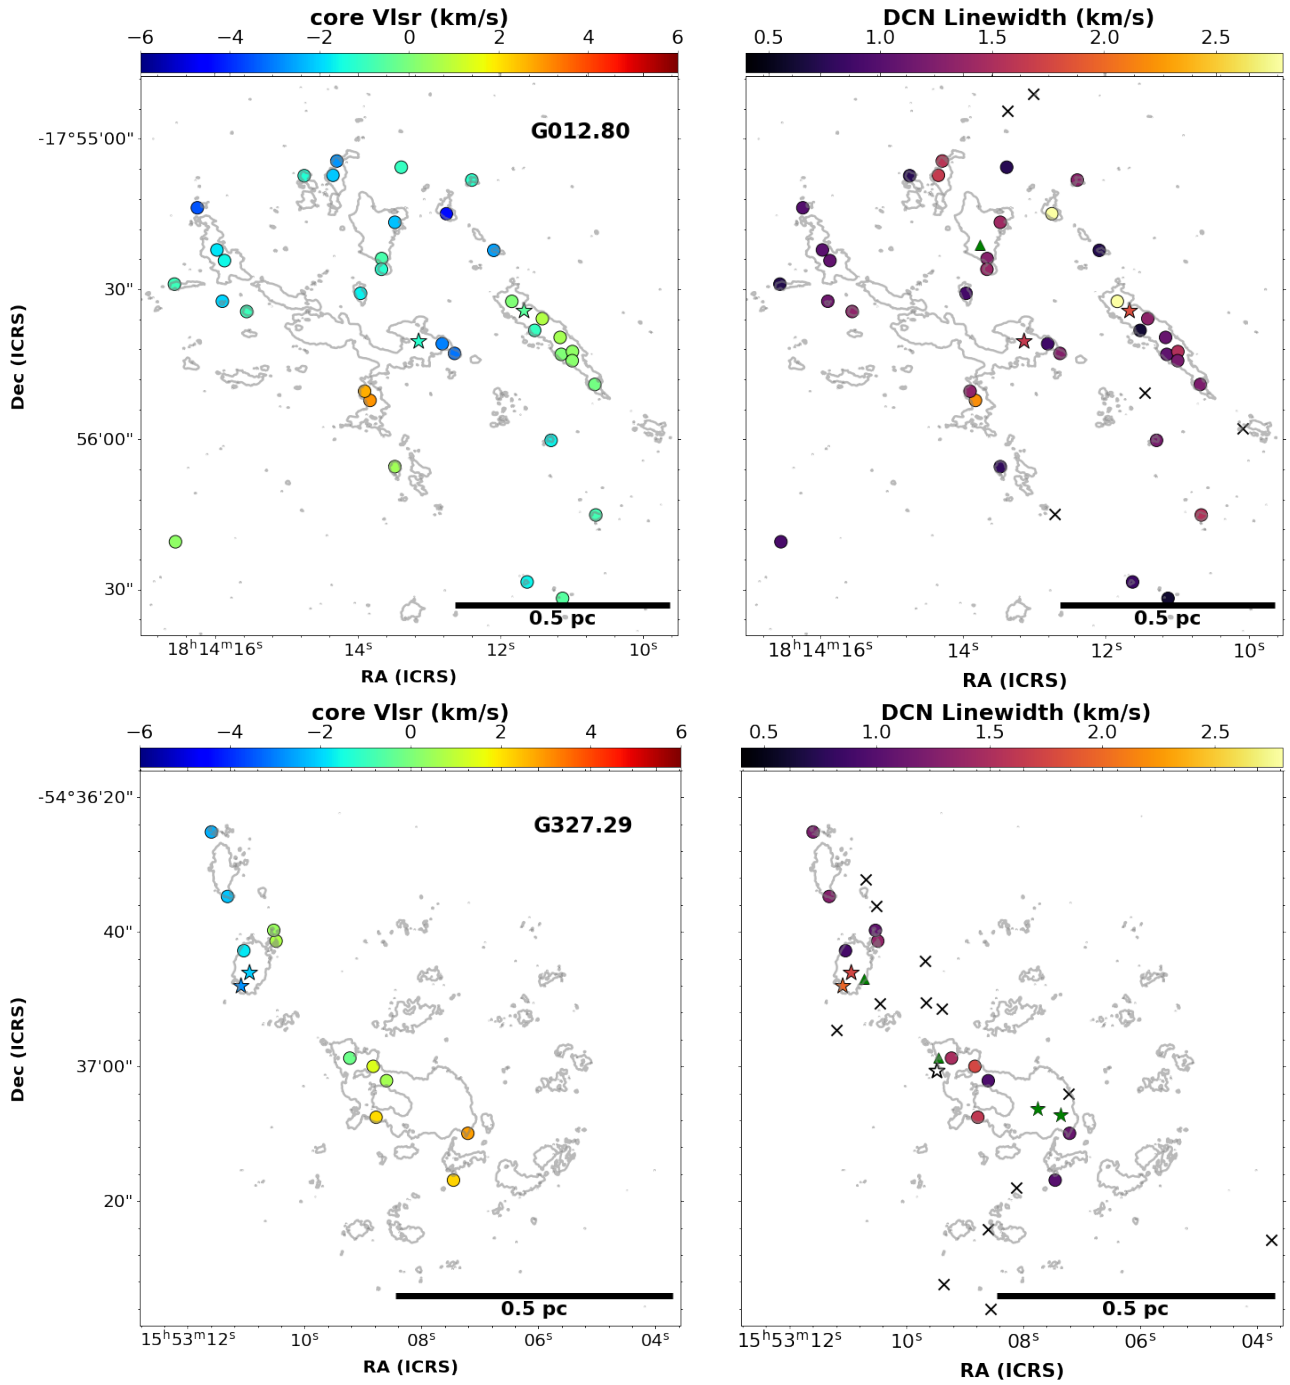 core Vlsr (km/s)
−6 −4 −2 0 2 4 6
G012.80
-17°55'00"
30"
56'00"
30"
0.5 pc
18ʰ14ᵐ16ˢ 14ˢ 12ˢ 10ˢ
RA (ICRS)
Dec (ICRS)
DCN Linewidth (km/s)
0.5 1.0 1.5 2.0 2.5
0.5 pc
18ʰ14ᵐ16ˢ 14ˢ 12ˢ 10ˢ
RA (ICRS)
core Vlsr (km/s)
−6 −4 −2 0 2 4 6
G327.29
-54°36'20"
40"
37'00"
20"
0.5 pc
15ʰ53ᵐ12ˢ 10ˢ 08ˢ 06ˢ 04ˢ
RA (ICRS)
Dec (ICRS)
DCN Linewidth (km/s)
0.5 1.0 1.5 2.0 2.5
0.5 pc
15ʰ53ᵐ12ˢ 10ˢ 08ˢ 06ˢ 04ˢ
RA (ICRS)